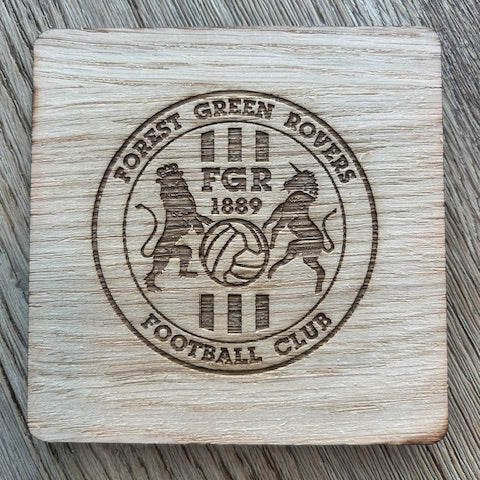 FOREST GREEN ROVERS
FGR
1889
FOOTBALL CLUB